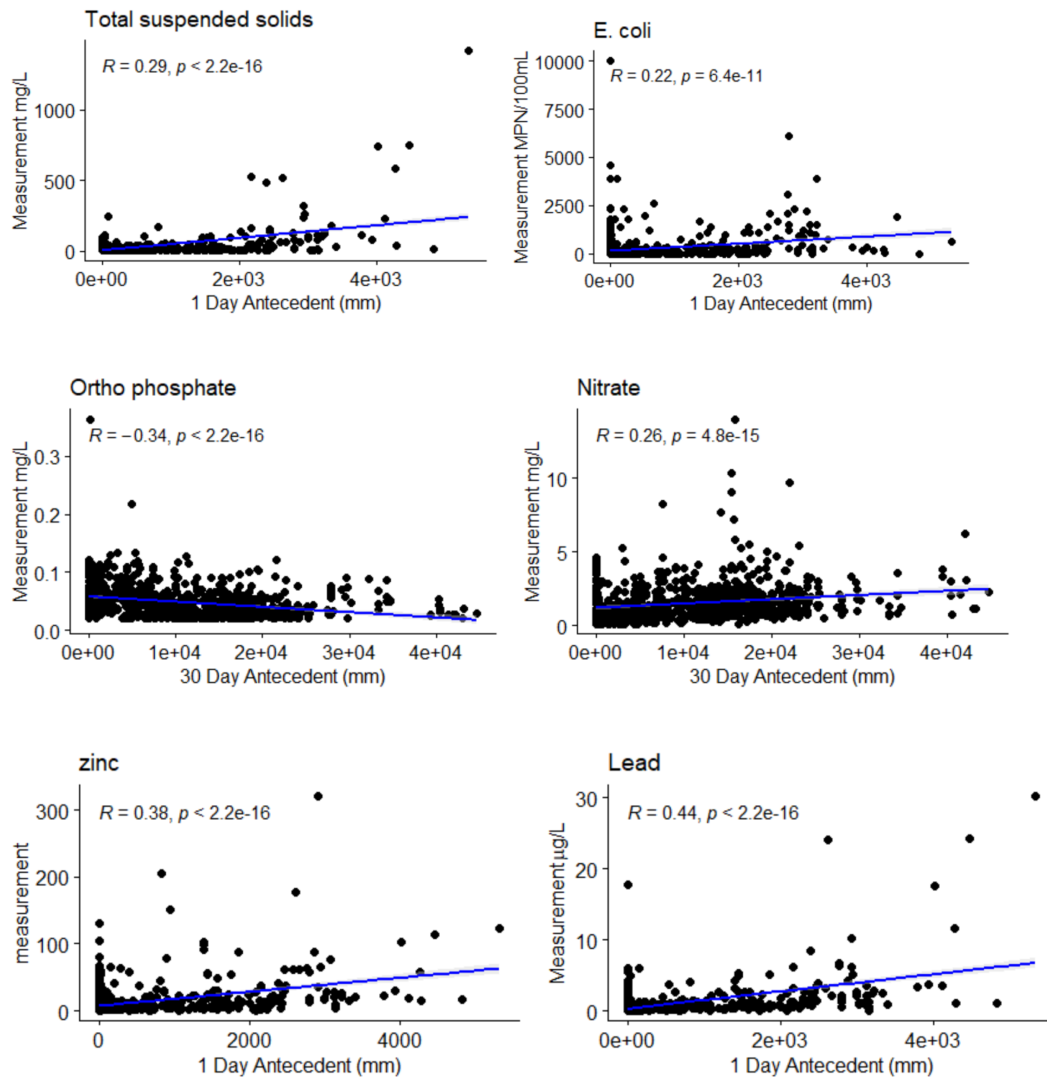 Total suspended solids
R = 0.29, p < 2.2e-16
Measurement mg/L
1000
500
0
0e+00 2e+03 4e+03
1 Day Antecedent (mm)
E. coli
R = 0.22, p = 6.4e-11
Measurement MPN/100mL
10000
7500
5000
2500
0
0e+00 2e+03 4e+03
1 Day Antecedent (mm)
Ortho phosphate
R = −0.34, p < 2.2e-16
Measurement mg/L
0.3
0.2
0.1
0.0
0e+00 1e+04 2e+04 3e+04 4e+04
30 Day Antecedent (mm)
Nitrate
R = 0.26, p = 4.8e-15
Measurement mg/L
10
5
0
0e+00 1e+04 2e+04 3e+04 4e+04
30 Day Antecedent (mm)
zinc
R = 0.38, p < 2.2e-16
measurement
300
200
100
0
0 2000 4000
1 Day Antecedent (mm)
Lead
R = 0.44, p < 2.2e-16
Measurement µg/L
30
20
10
0
0e+00 2e+03 4e+03
1 Day Antecedent (mm)